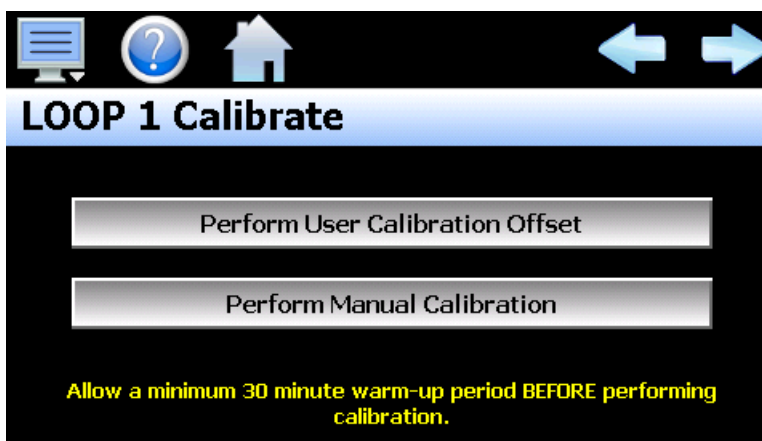 ?
LOOP 1 Calibrate
Perform User Calibration Offset
Perform Manual Calibration
Allow a minimum 30 minute warm-up period BEFORE performing
calibration.